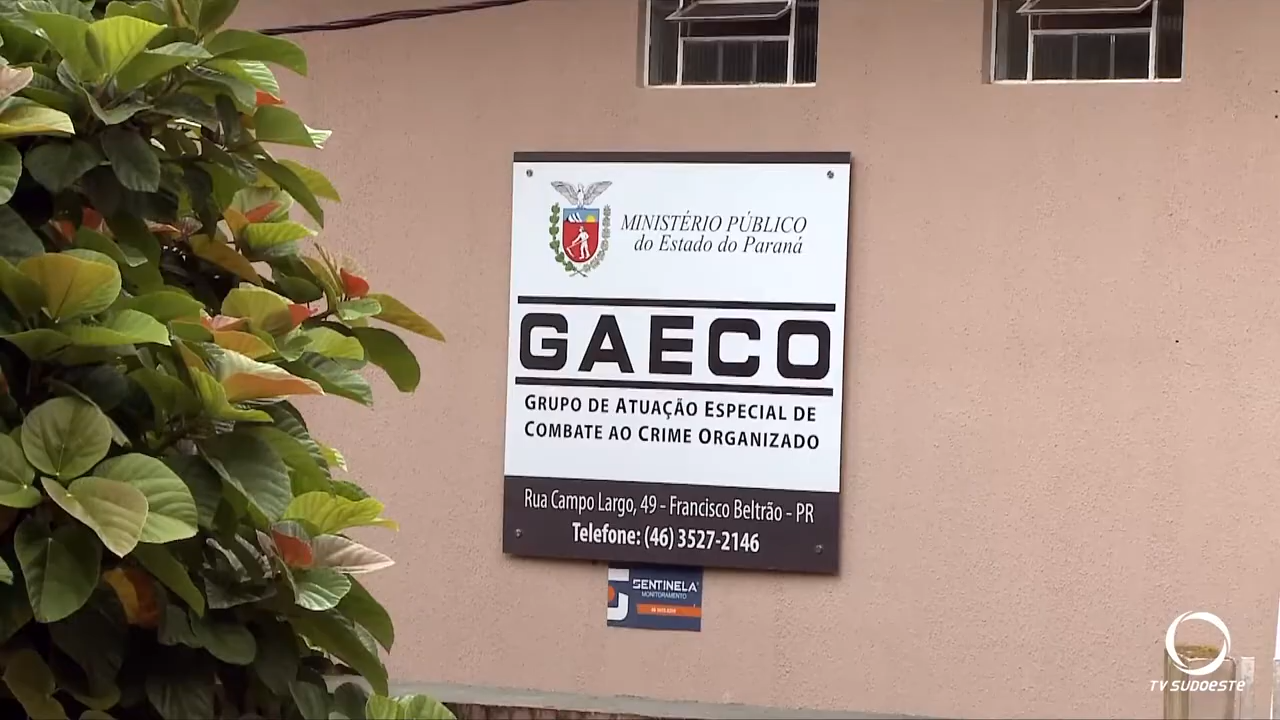 MINISTÉRIO PÚBLICO
do Estado do Paraná
GAECO
GRUPO DE ATUAÇÃO ESPECIAL DE
COMBATE AO CRIME ORGANIZADO
Rua Campo Largo, 49 - Francisco Beltrão - PR
Telefone: (46) 3527-2146
SENTINELA
MONITORAMENTO
TV SUDOESTE